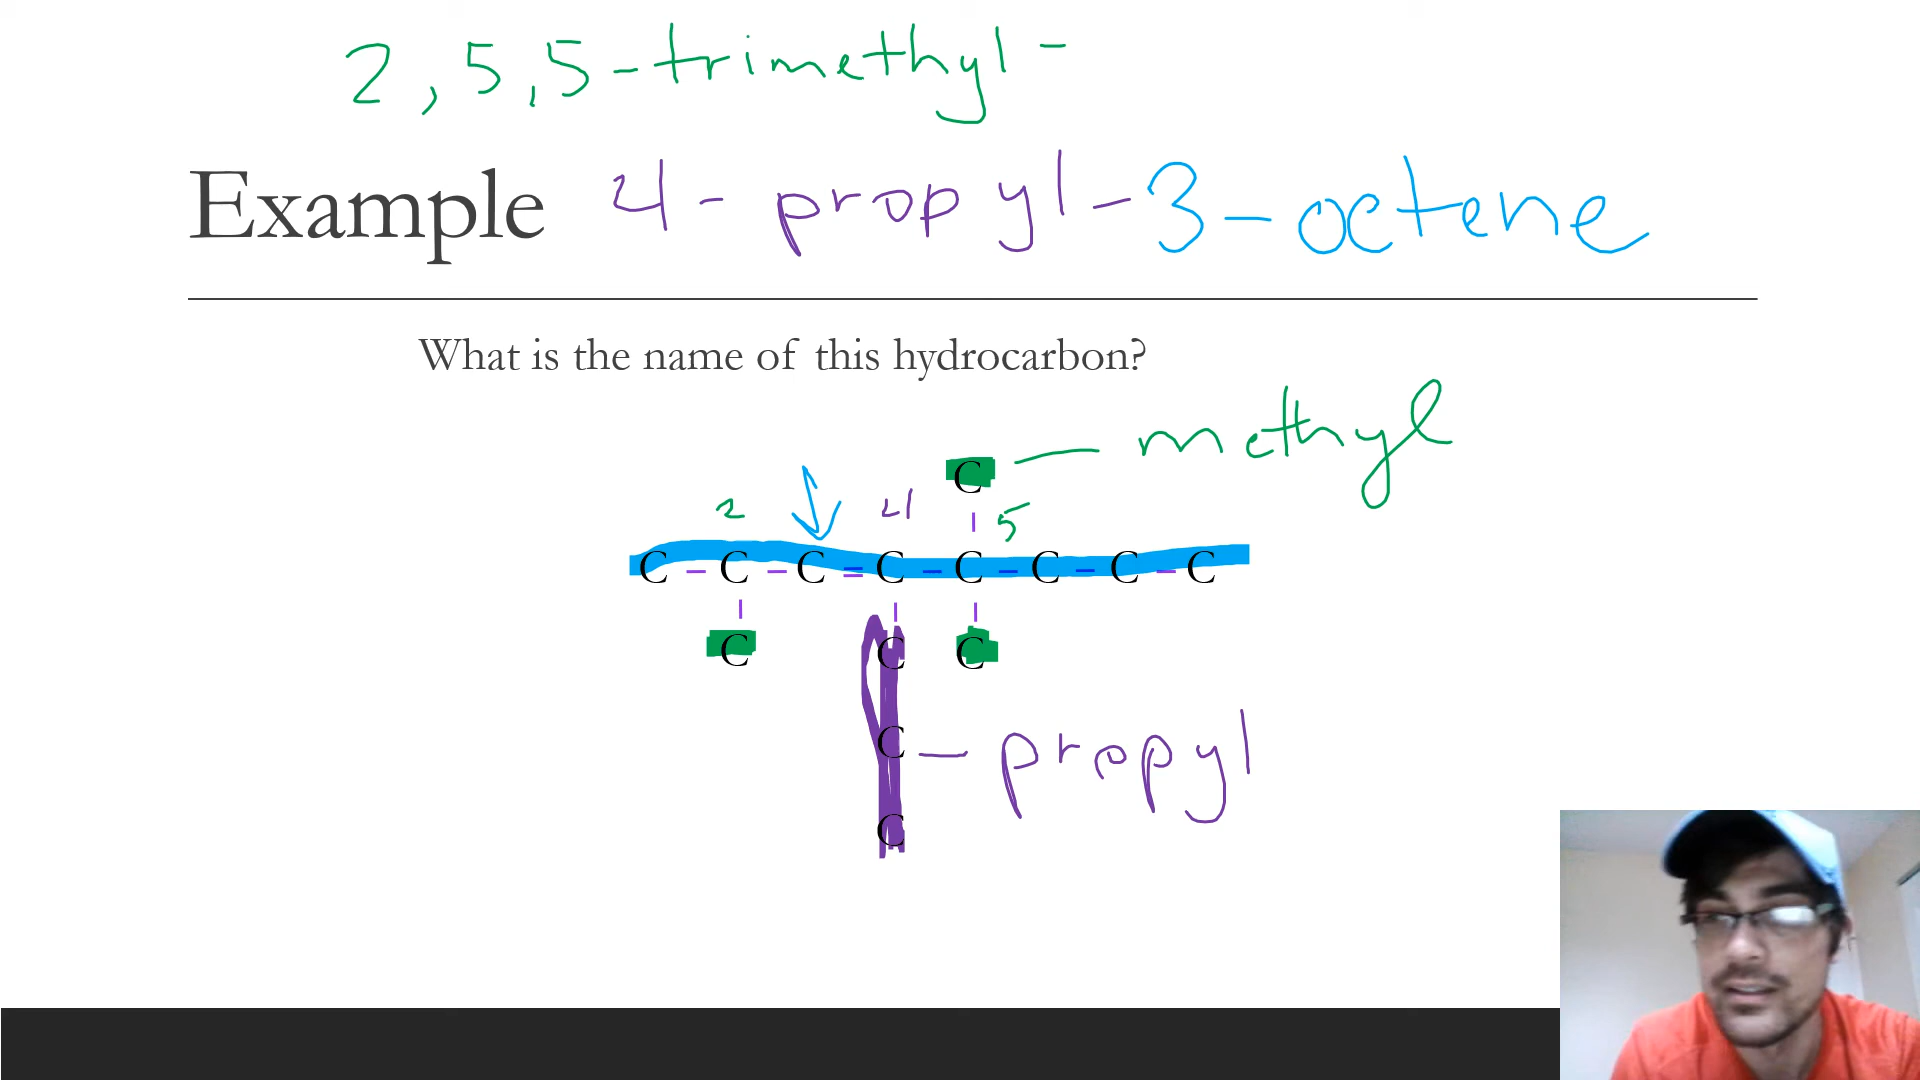 2,5,5-trimethyl-
Example 4-propyl-3-octene
What is the name of this hydrocarbon?
C — methyl
2 4 5
C - C - C = C - C - C - C - C
C C C
C - propyl
C